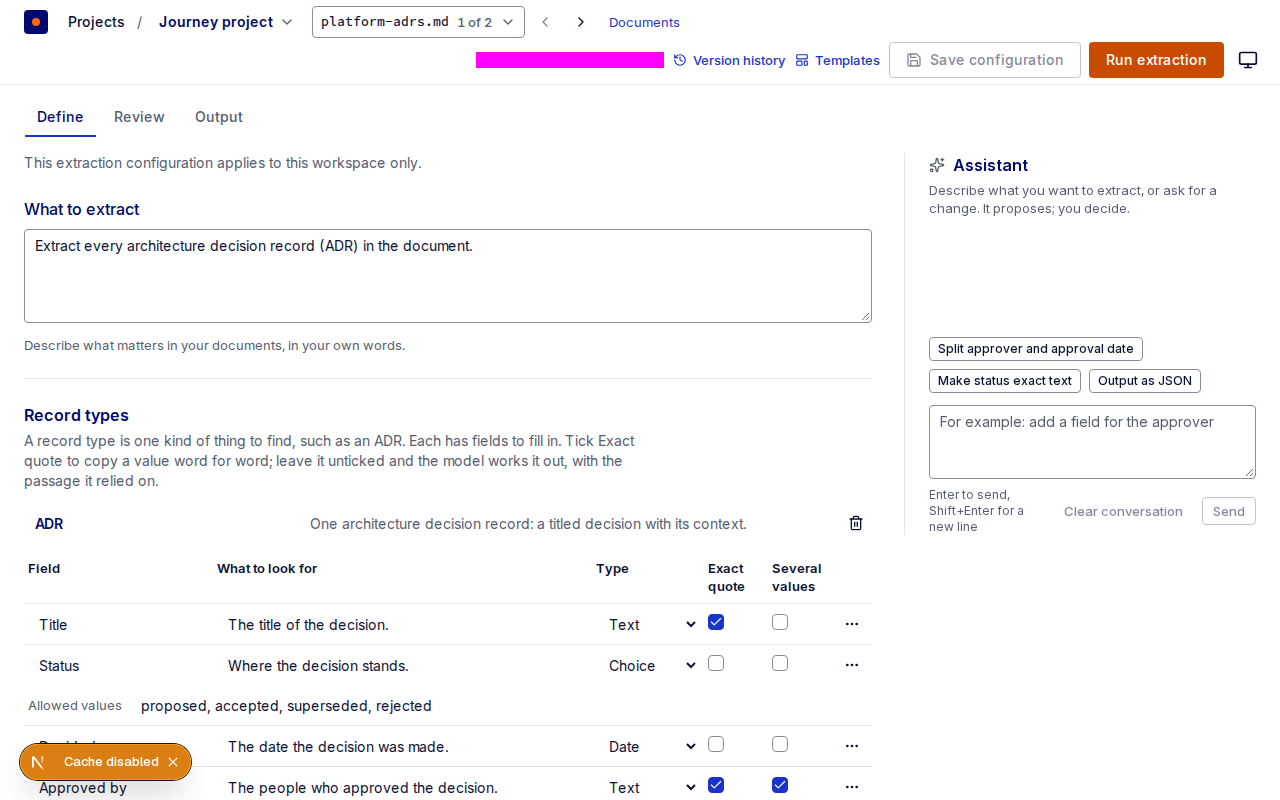 Projects / Journey project
platform-adrs.md 1 of 2
Documents
Version history
Templates
Save configuration
Run extraction
Define
Review
Output
This extraction configuration applies to this workspace only.
What to extract
Extract every architecture decision record (ADR) in the document.
Describe what matters in your documents, in your own words.
Record types
A record type is one kind of thing to find, such as an ADR. Each has fields to fill in. Tick Exact
quote to copy a value word for word; leave it unticked and the model works it out, with the
passage it relied on.
ADR
One architecture decision record: a titled decision with its context.
Field
What to look for
Type
Exact
quote
Several
values
Title
The title of the decision.
Text
Status
Where the decision stands.
Choice
Allowed values
proposed, accepted, superseded, rejected
The date the decision was made.
Date
Approved by
The people who approved the decision.
Text
Cache disabled
Assistant
Describe what you want to extract, or ask for a
change. It proposes; you decide.
Split approver and approval date
Make status exact text
Output as JSON
For example: add a field for the approver
Enter to send,
Shift+Enter for a
new line
Clear conversation
Send